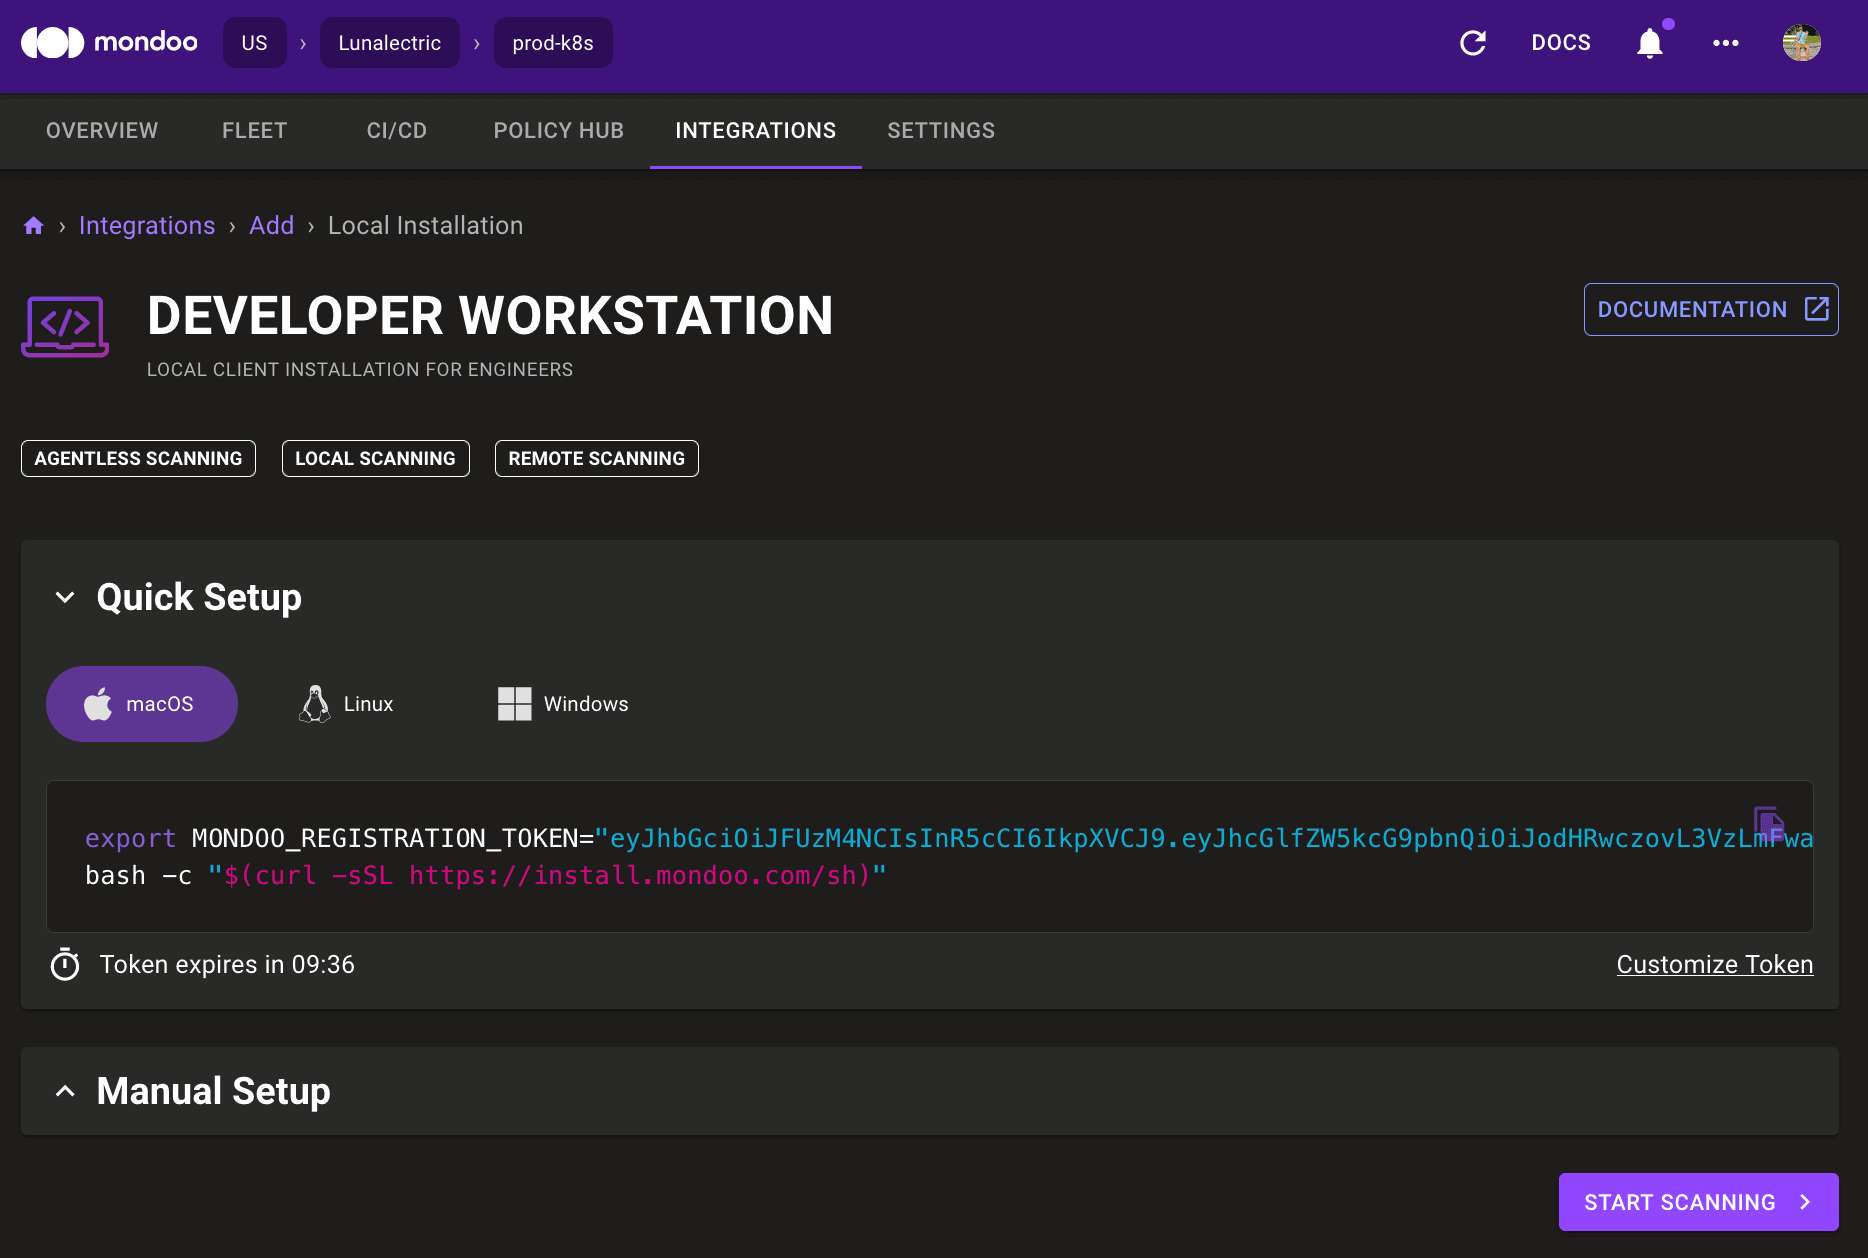 mondoo US › Lunalectric › prod-k8s DOCS
OVERVIEW FLEET CI/CD POLICY HUB INTEGRATIONS SETTINGS
› Integrations › Add › Local Installation
DEVELOPER WORKSTATION
DOCUMENTATION
LOCAL CLIENT INSTALLATION FOR ENGINEERS
AGENTLESS SCANNING LOCAL SCANNING REMOTE SCANNING
Quick Setup
macOS Linux Windows
export MONDOO_REGISTRATION_TOKEN="eyJhbGciOiJFUzM4NCIsInR5cCI6IkpXVCJ9.eyJhcGlfZW5kcG9pbnQiOiJodHRwczovL3VzLmFwa
bash -c "$(curl -sSL https://install.mondoo.com/sh)"
Token expires in 09:36 Customize Token
Manual Setup
START SCANNING